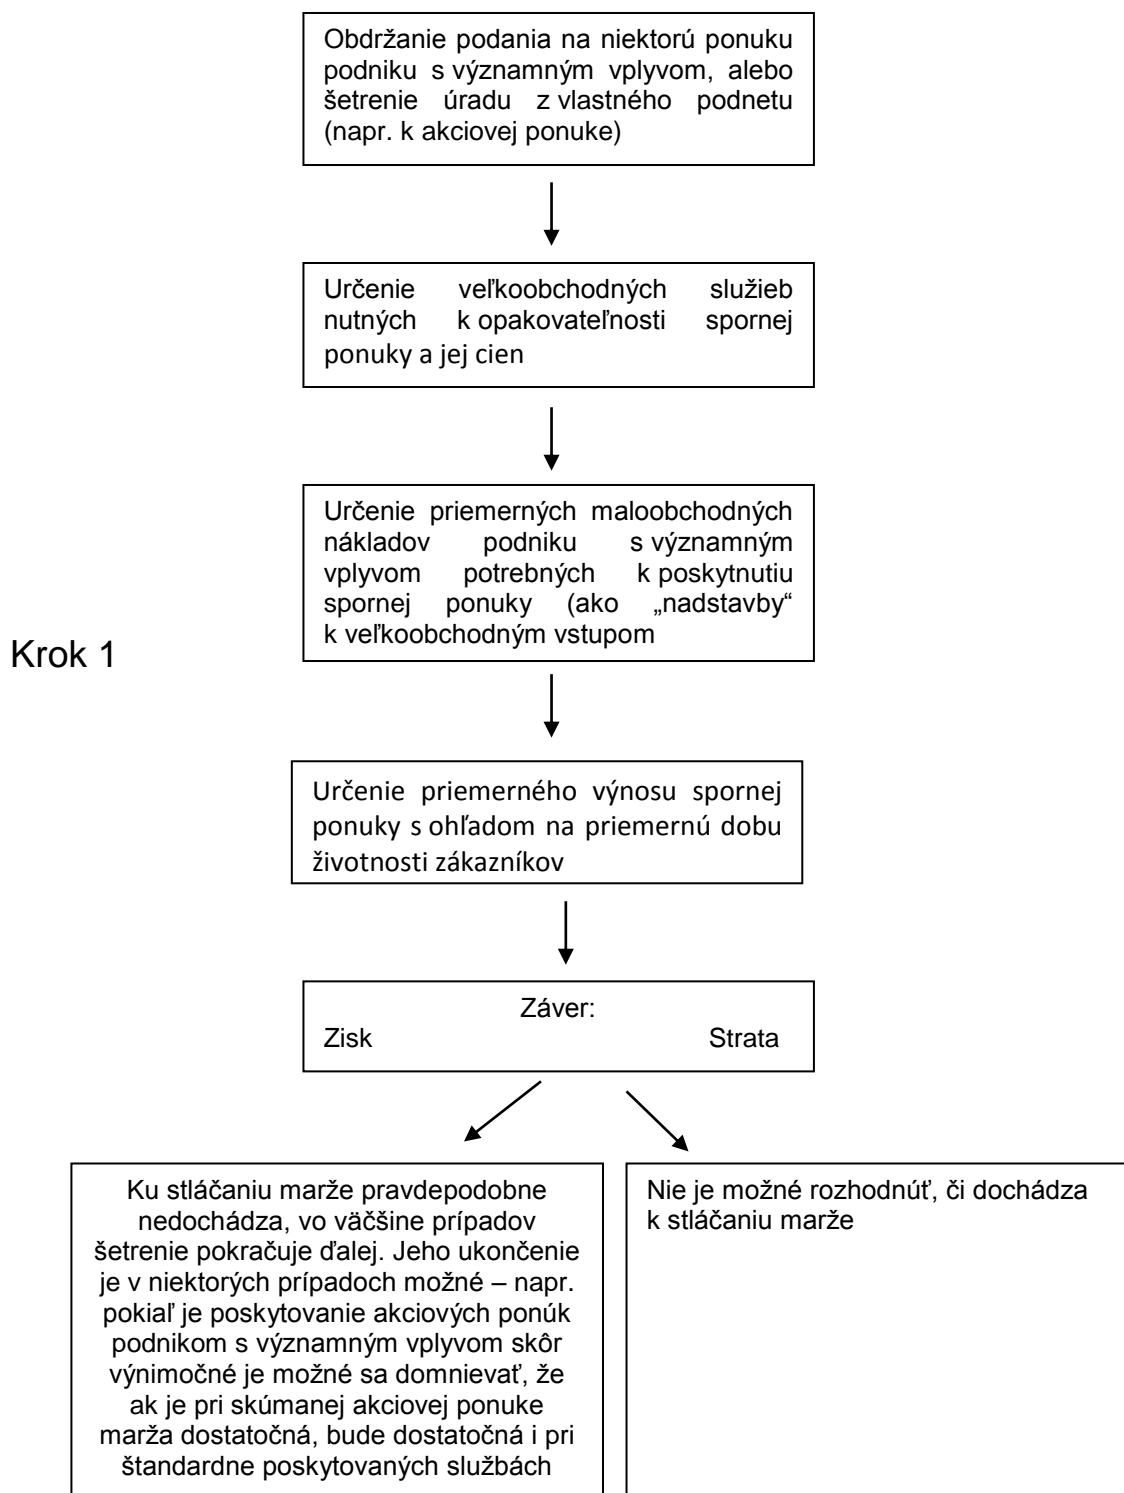 Obdržanie podania na niektorú ponuku
podniku s významným vplyvom, alebo
šetrenie úradu z vlastného podnetu
(napr. k akciovej ponuke)
Určenie veľkoobchodných služieb
nutných k opakovateľnosti spornej
ponuky a jej cien
Určenie priemerných maloobchodných
nákladov podniku s významným
vplyvom potrebných k poskytnutiu
spornej ponuky (ako „nadstavby“
k veľkoobchodným vstupom
Krok 1
Určenie priemerného výnosu spornej
ponuky s ohľadom na priemernú dobu
životnosti zákazníkov
Záver:
Zisk Strata
Ku stláčaniu marže pravdepodobne
nedochádza, vo väčšine prípadov
šetrenie pokračuje ďalej. Jeho ukončenie
je v niektorých prípadoch možné – napr.
pokiaľ je poskytovanie akciových ponúk
podnikom s významným vplyvom skôr
výnimočné je možné sa domnievať, že
ak je pri skúmanej akciovej ponuke
marža dostatočná, bude dostatočná i pri
štandardne poskytovaných službách
Nie je možné rozhodnúť, či dochádza
k stláčaniu marže